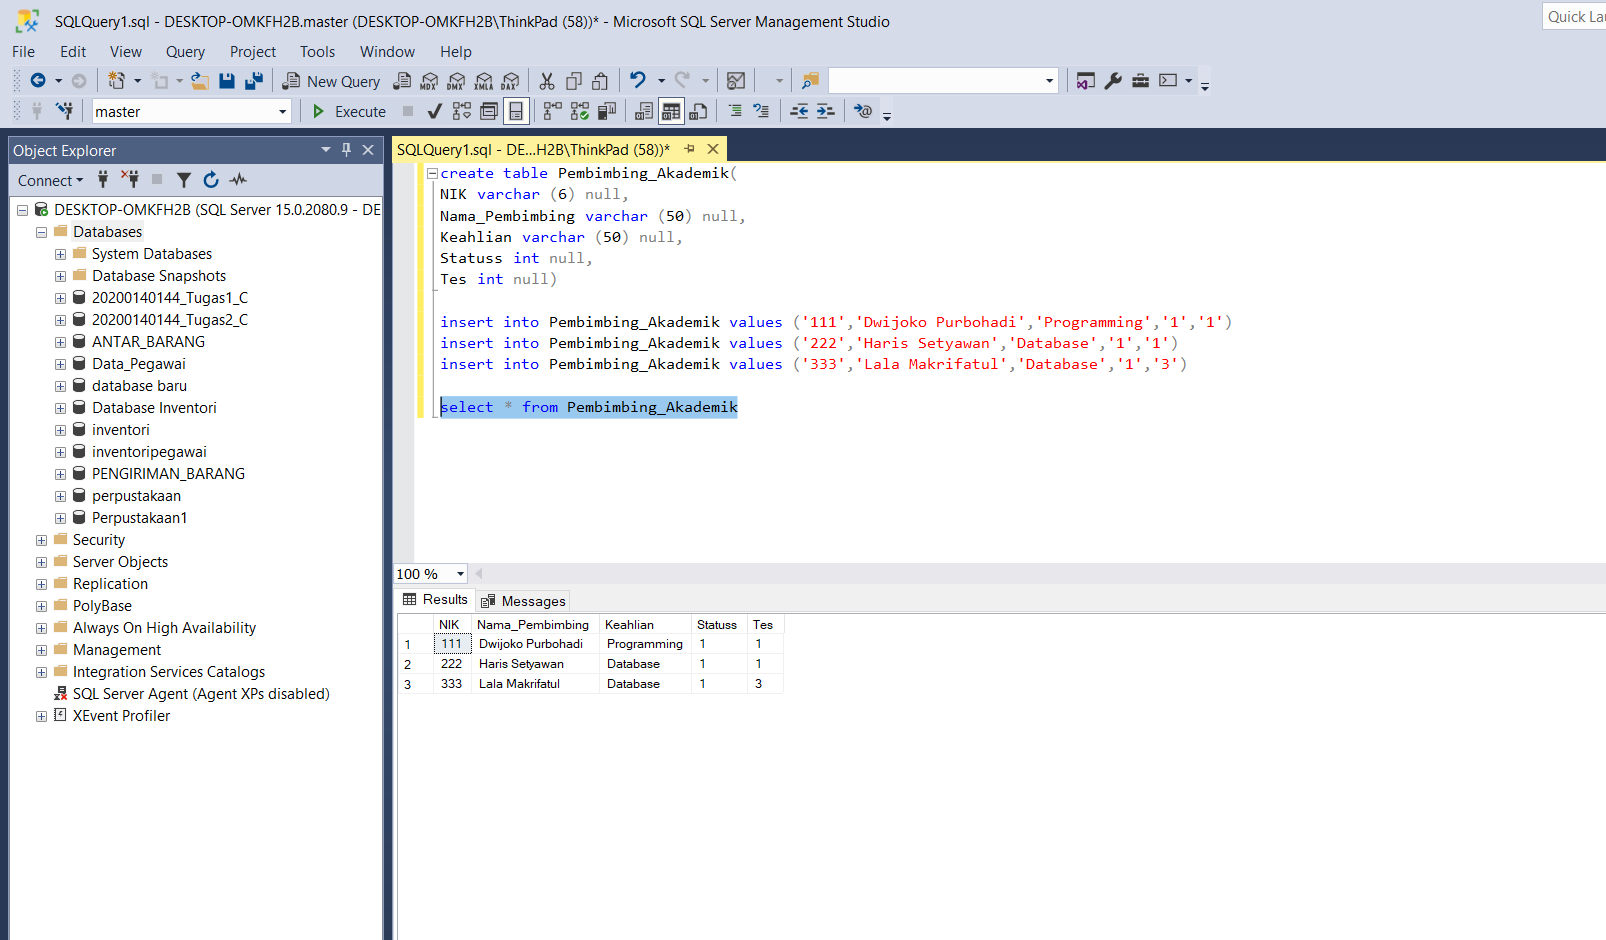 SQLQuery1.sql - DESKTOP-OMKFH2B.master (DESKTOP-OMKFH2B\ThinkPad (58))* - Microsoft SQL Server Management Studio
Quick Lau
File Edit View Query Project Tools Window Help
New Query MDX DMX XMLA DAX
master Execute
Object Explorer
Connect
DESKTOP-OMKFH2B (SQL Server 15.0.2080.9 - DE
Databases
System Databases
Database Snapshots
20200140144_Tugas1_C
20200140144_Tugas2_C
ANTAR_BARANG
Data_Pegawai
database baru
Database Inventori
inventori
inventoripegawai
PENGIRIMAN_BARANG
perpustakaan
Perpustakaan1
Security
Server Objects
Replication
PolyBase
Always On High Availability
Management
Integration Services Catalogs
SQL Server Agent (Agent XPs disabled)
XEvent Profiler
SQLQuery1.sql - DE...H2B\ThinkPad (58))*
create table Pembimbing_Akademik(
NIK varchar (6) null,
Nama_Pembimbing varchar (50) null,
Keahlian varchar (50) null,
Statuss int null,
Tes int null)
insert into Pembimbing_Akademik values ('111','Dwijoko Purbohadi','Programming','1','1')
insert into Pembimbing_Akademik values ('222','Haris Setyawan','Database','1','1')
insert into Pembimbing_Akademik values ('333','Lala Makrifatul','Database','1','3')
select * from Pembimbing_Akademik
100 %
Results Messages
NIK Nama_Pembimbing Keahlian Statuss Tes
1 111 Dwijoko Purbohadi Programming 1 1
2 222 Haris Setyawan Database 1 1
3 333 Lala Makrifatul Database 1 3